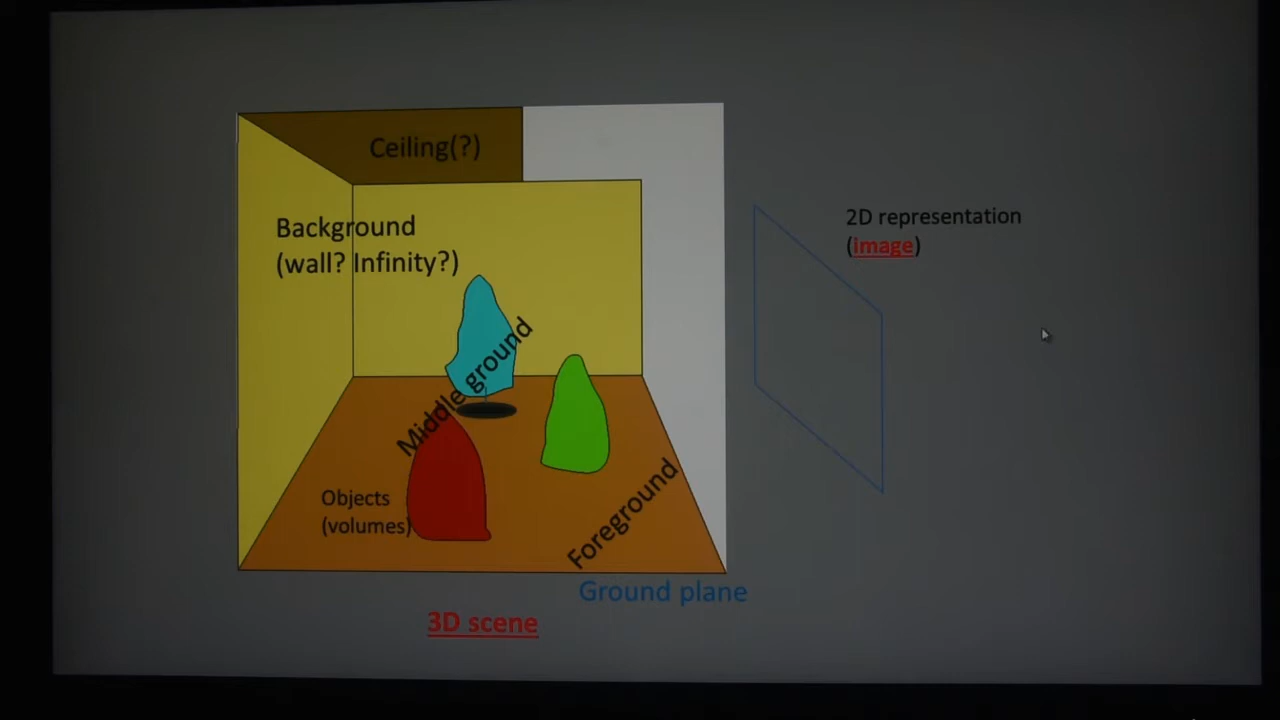 Ceiling(?)
Background
(wall? Infinity?)
2D representation
(image)
Middle ground
Objects
(volumes)
Foreground
Ground plane
3D scene